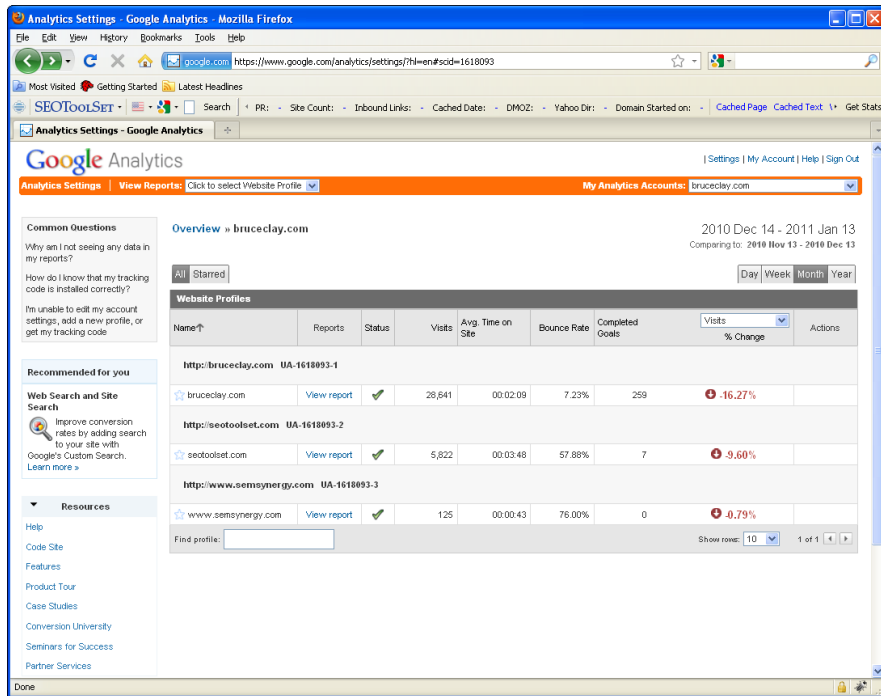 Analytics Settings - Google Analytics - Mozilla Firefox
File Edit View History Bookmarks Tools Help
google.com https://www.google.com/analytics/settings/?hl=en#scid=1618093
Most Visited Getting Started Latest Headlines
SEOToolSet Search PR: - Site Count: - Inbound Links: - Cached Date: - DMOZ: - Yahoo Dir: - Domain Started on: - Cached Page Cached Text Get Stats
Analytics Settings - Google Analytics
Google Analytics
| Settings | My Account | Help | Sign Out
Analytics Settings | View Reports: Click to select Website Profile My Analytics Accounts: bruceclay.com
Common Questions
Why am I not seeing any data in
my reports?
How do I know that my tracking
code is installed correctly?
I'm unable to edit my account
settings, add a new profile, or
get my tracking code
Recommended for you
Web Search and Site
Search
Improve conversion
rates by adding search
to your site with
Google's Custom Search.
Learn more »
Resources
Help
Code Site
Features
Product Tour
Case Studies
Conversion University
Seminars for Success
Partner Services
Overview » bruceclay.com
2010 Dec 14 - 2011 Jan 13
Comparing to: 2010 Nov 13 - 2010 Dec 13
All Starred
Day Week Month Year
Website Profiles
Name↑ Reports Status Visits Avg. Time on Site Bounce Rate Completed Goals Visits % Change Actions
http://bruceclay.com UA-1618093-1
bruceclay.com View report 28,641 00:02:09 7.23% 259 -16.27%
http://seotoolset.com UA-1618093-2
seotoolset.com View report 5,822 00:03:48 57.88% 7 -9.60%
http://www.semsynergy.com UA-1618093-3
www.semsynergy.com View report 125 00:00:43 76.00% 0 -0.79%
Find profile: Show rows: 10 1 of 1
Done